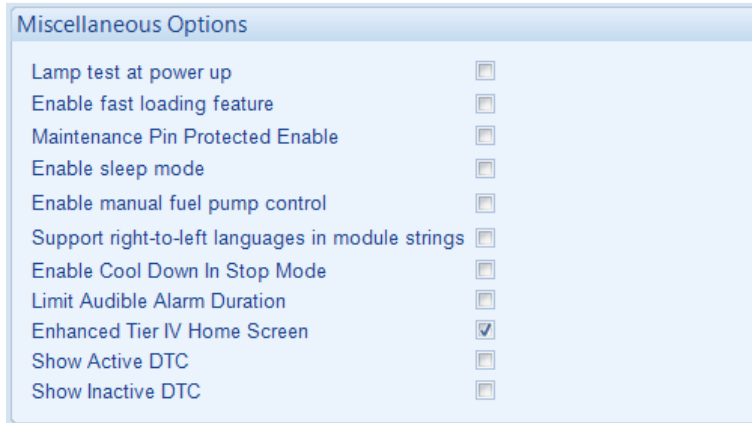 Miscellaneous Options
Lamp test at power up
Enable fast loading feature
Maintenance Pin Protected Enable
Enable sleep mode
Enable manual fuel pump control
Support right-to-left languages in module strings
Enable Cool Down In Stop Mode
Limit Audible Alarm Duration
Enhanced Tier IV Home Screen
Show Active DTC
Show Inactive DTC